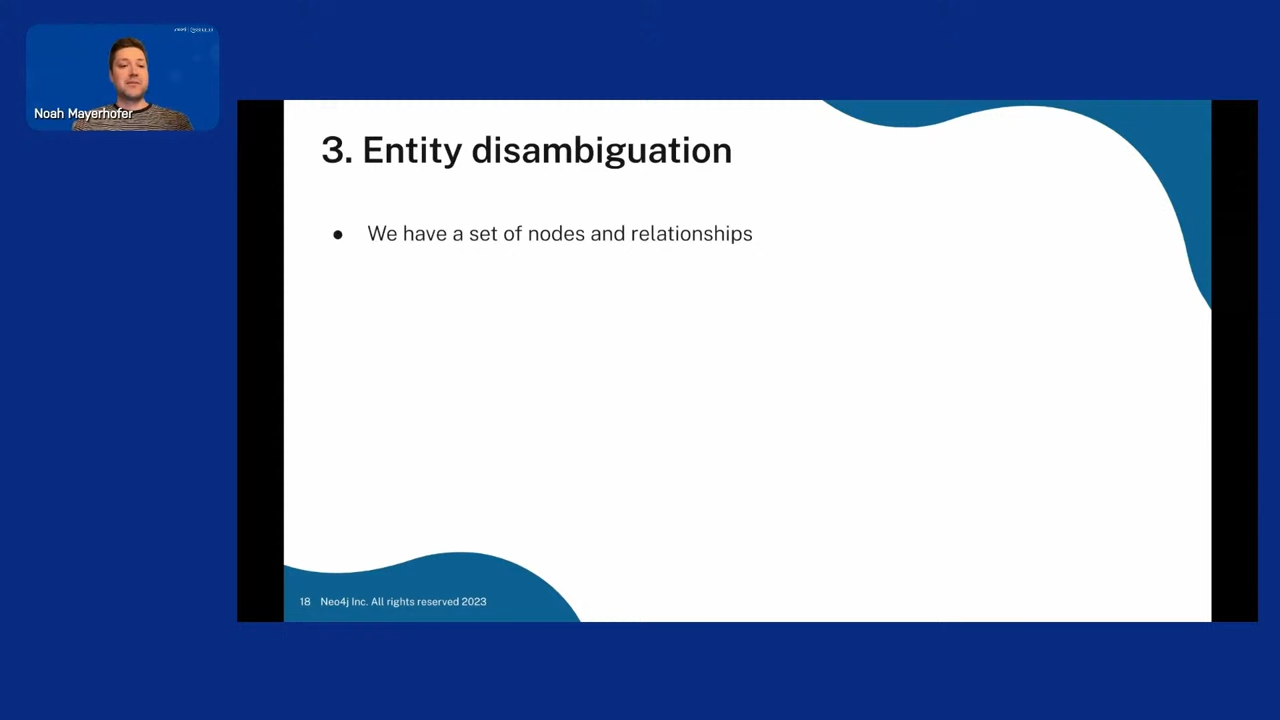 Noah Mayerhofer
3. Entity disambiguation
● We have a set of nodes and relationships
18 Neo4j Inc. All rights reserved 2023